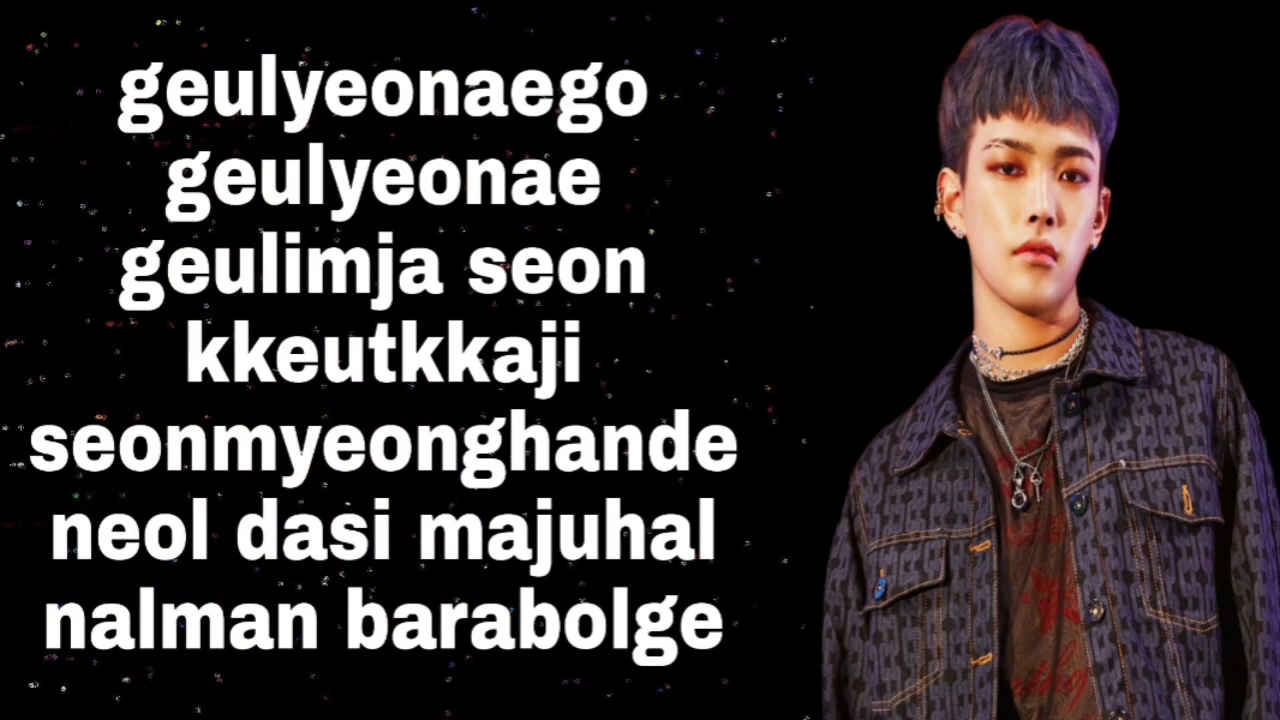 geulyeonaego
geulyeonae
geulimja seon
kkeutkkaji
seonmyeonghande
neol dasi majuhal
nalman barabolge